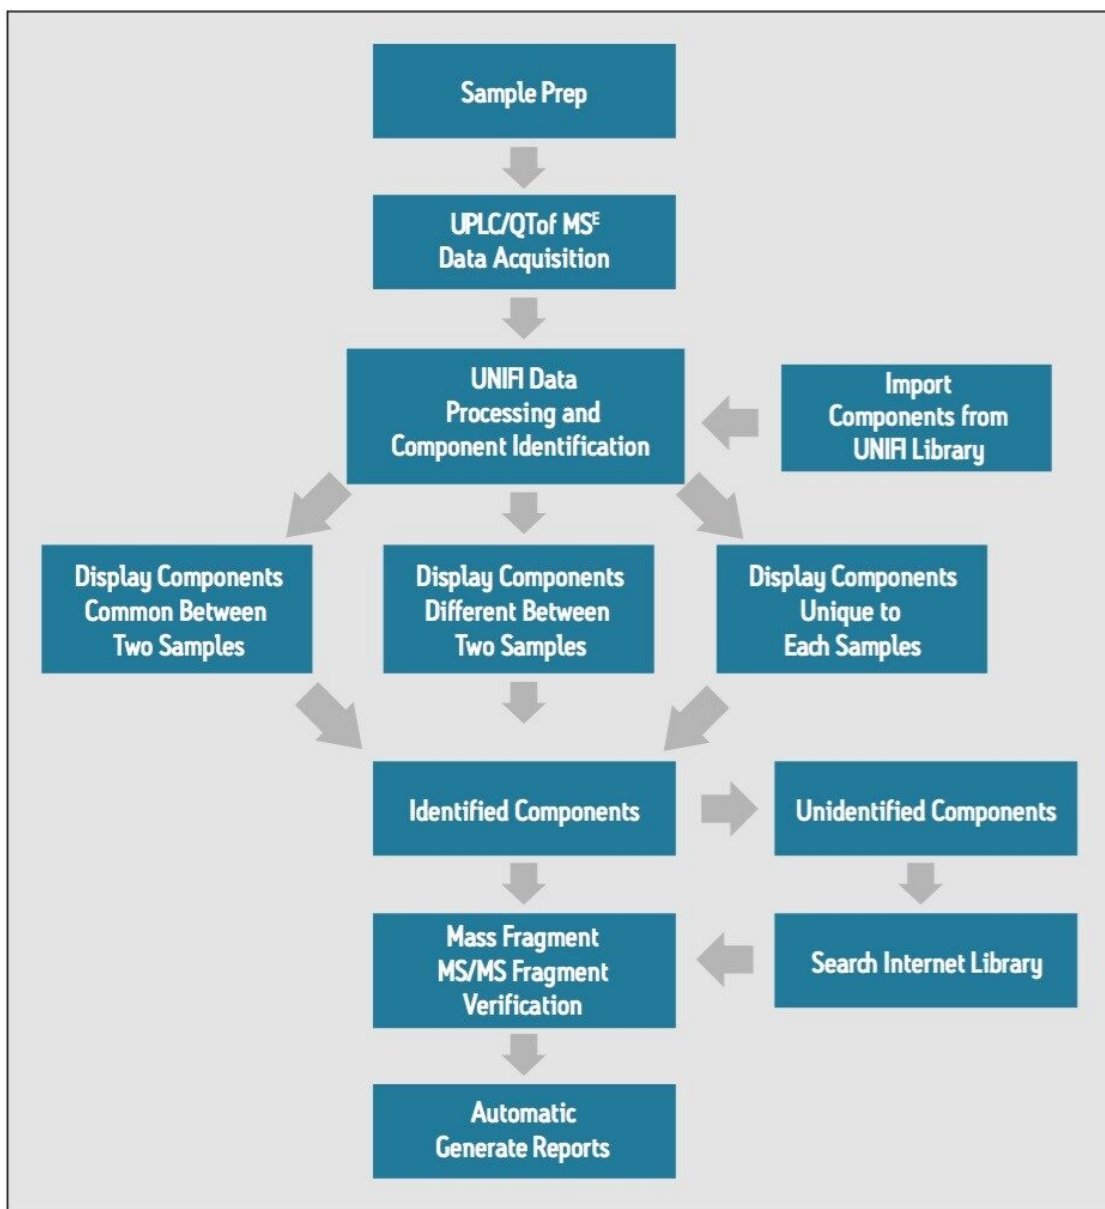 Sample Prep
UPLC/QTof MSᴱ
Data Acquisition
UNIFI Data
Processing and
Component Identification
Import
Components from
UNIFI Library
Display Components
Common Between
Two Samples
Display Components
Different Between
Two Samples
Display Components
Unique to
Each Samples
Identified Components
Unidentified Components
Mass Fragment
MS/MS Fragment
Verification
Search Internet Library
Automatic
Generate Reports